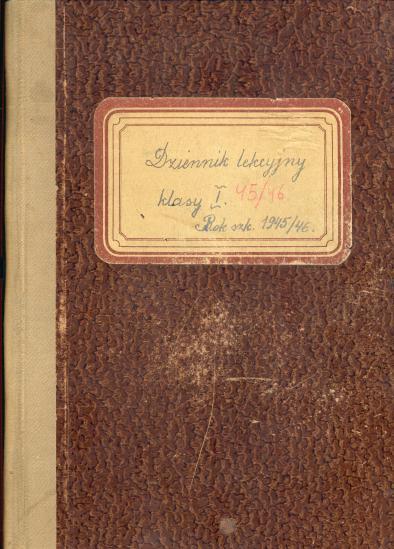 Dziennik lekcyjny
klasy I. 45/46
Rok szk. 1945/46.